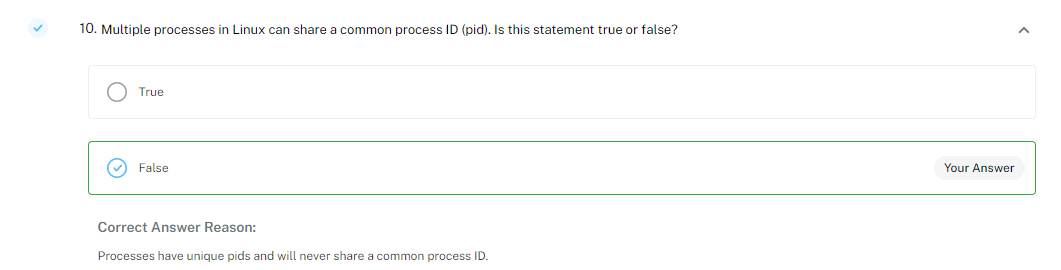 10. Multiple processes in Linux can share a common process ID (pid). Is this statement true or false?
True
False
Your Answer
Correct Answer Reason:
Processes have unique pids and will never share a common process ID.